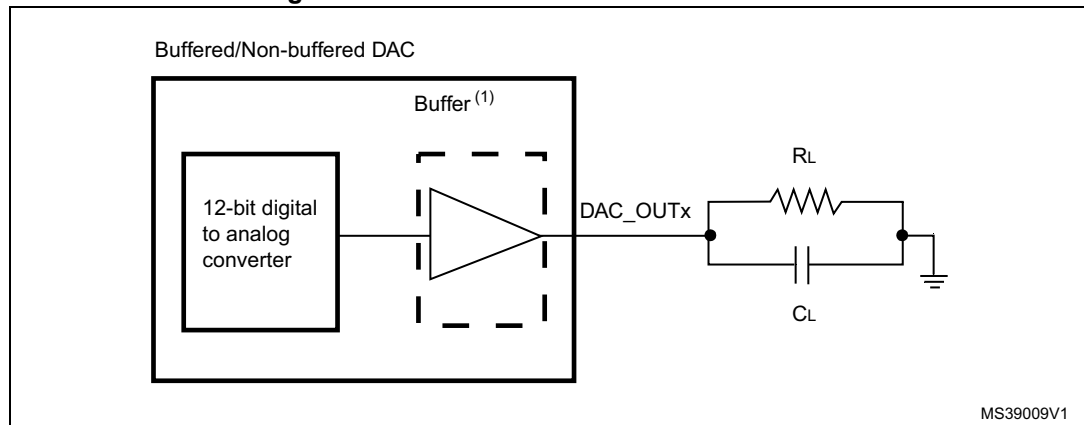 Buffered/Non-buffered DAC
Buffer (1)
12-bit digital
to analog
converter
DAC_OUTx
RL
CL
MS39009V1